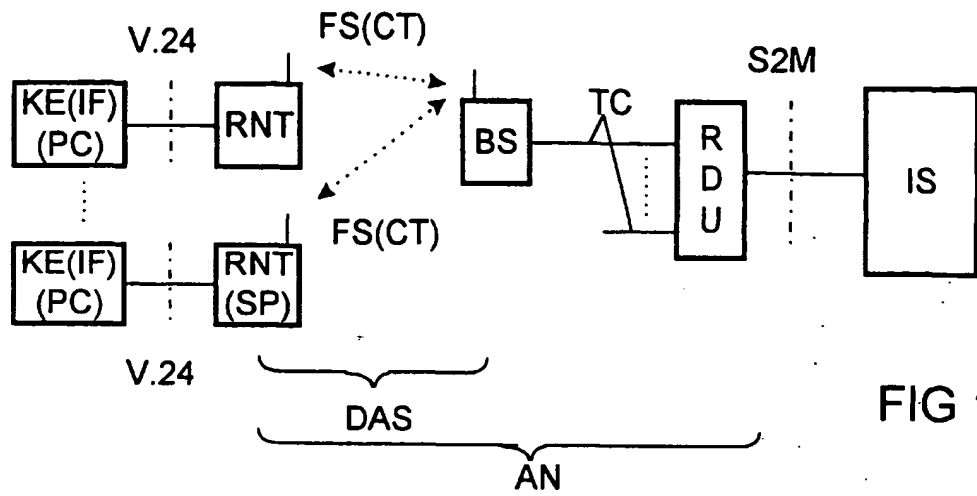 V.24
FS(CT)
S2M
KE(IF)
(PC)
RNT
BS
TC
R
D
U
IS
FS(CT)
KE(IF)
(PC)
RNT
(SP)
V.24
DAS
AN
FIG